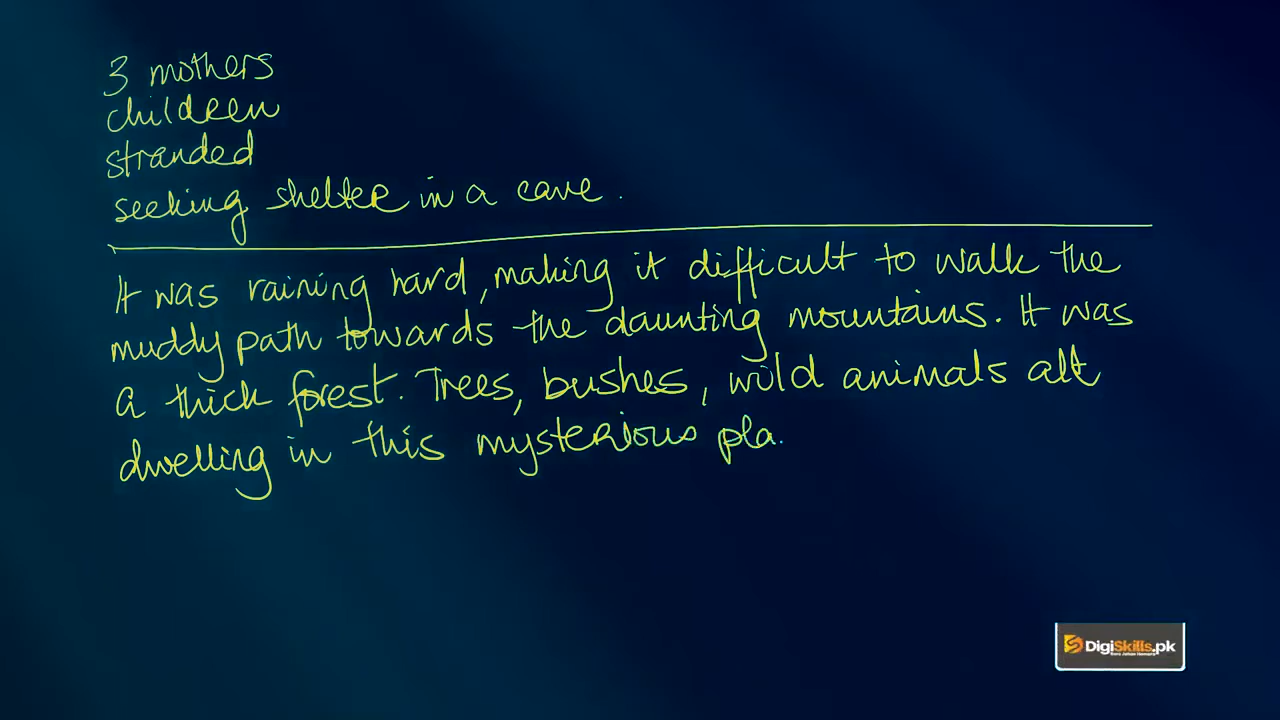 3 mothers
children
stranded
seeking shelter in a cave.
It was raining hard, making it difficult to walk the
muddy path towards the daunting mountains. It was
a thick forest. Trees, bushes, wild animals all
dwelling in this mysterious pla
DigiSkills.pk